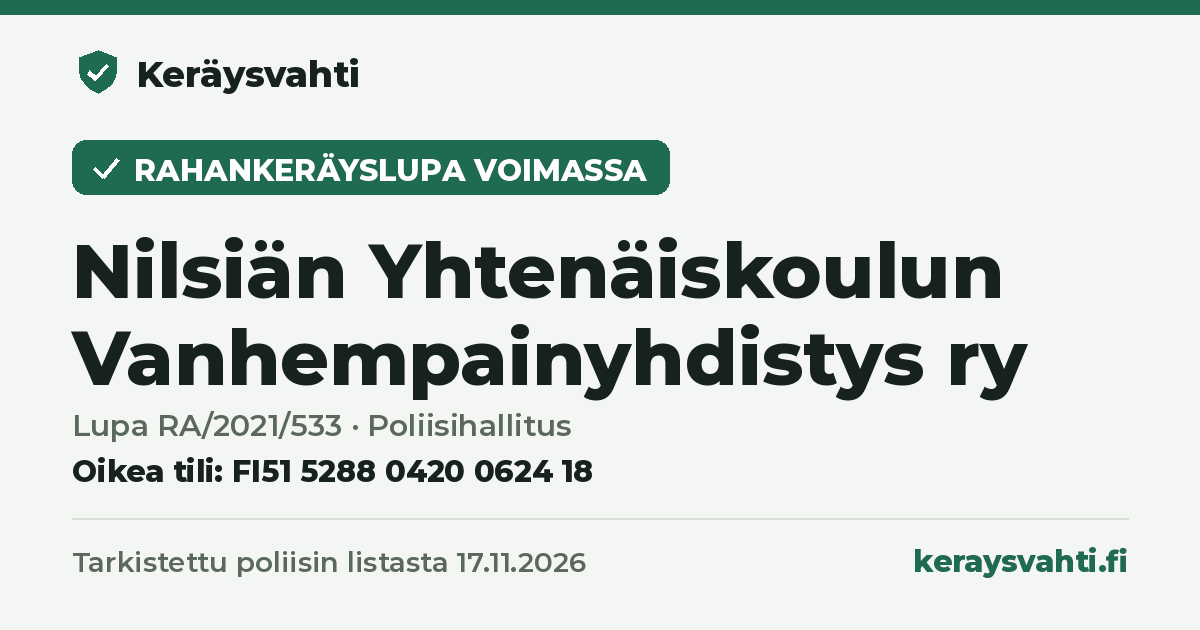 Keräysvahti
RAHANKERÄYSLUPA VOIMASSA
Nilsiän Yhtenäiskoulun
Vanhempainyhdistys ry
Lupa RA/2021/533 · Poliisihallitus
Oikea tili: FI51 5288 0420 0624 18
Tarkistettu poliisin listasta 17.11.2026
keraysvahti.fi